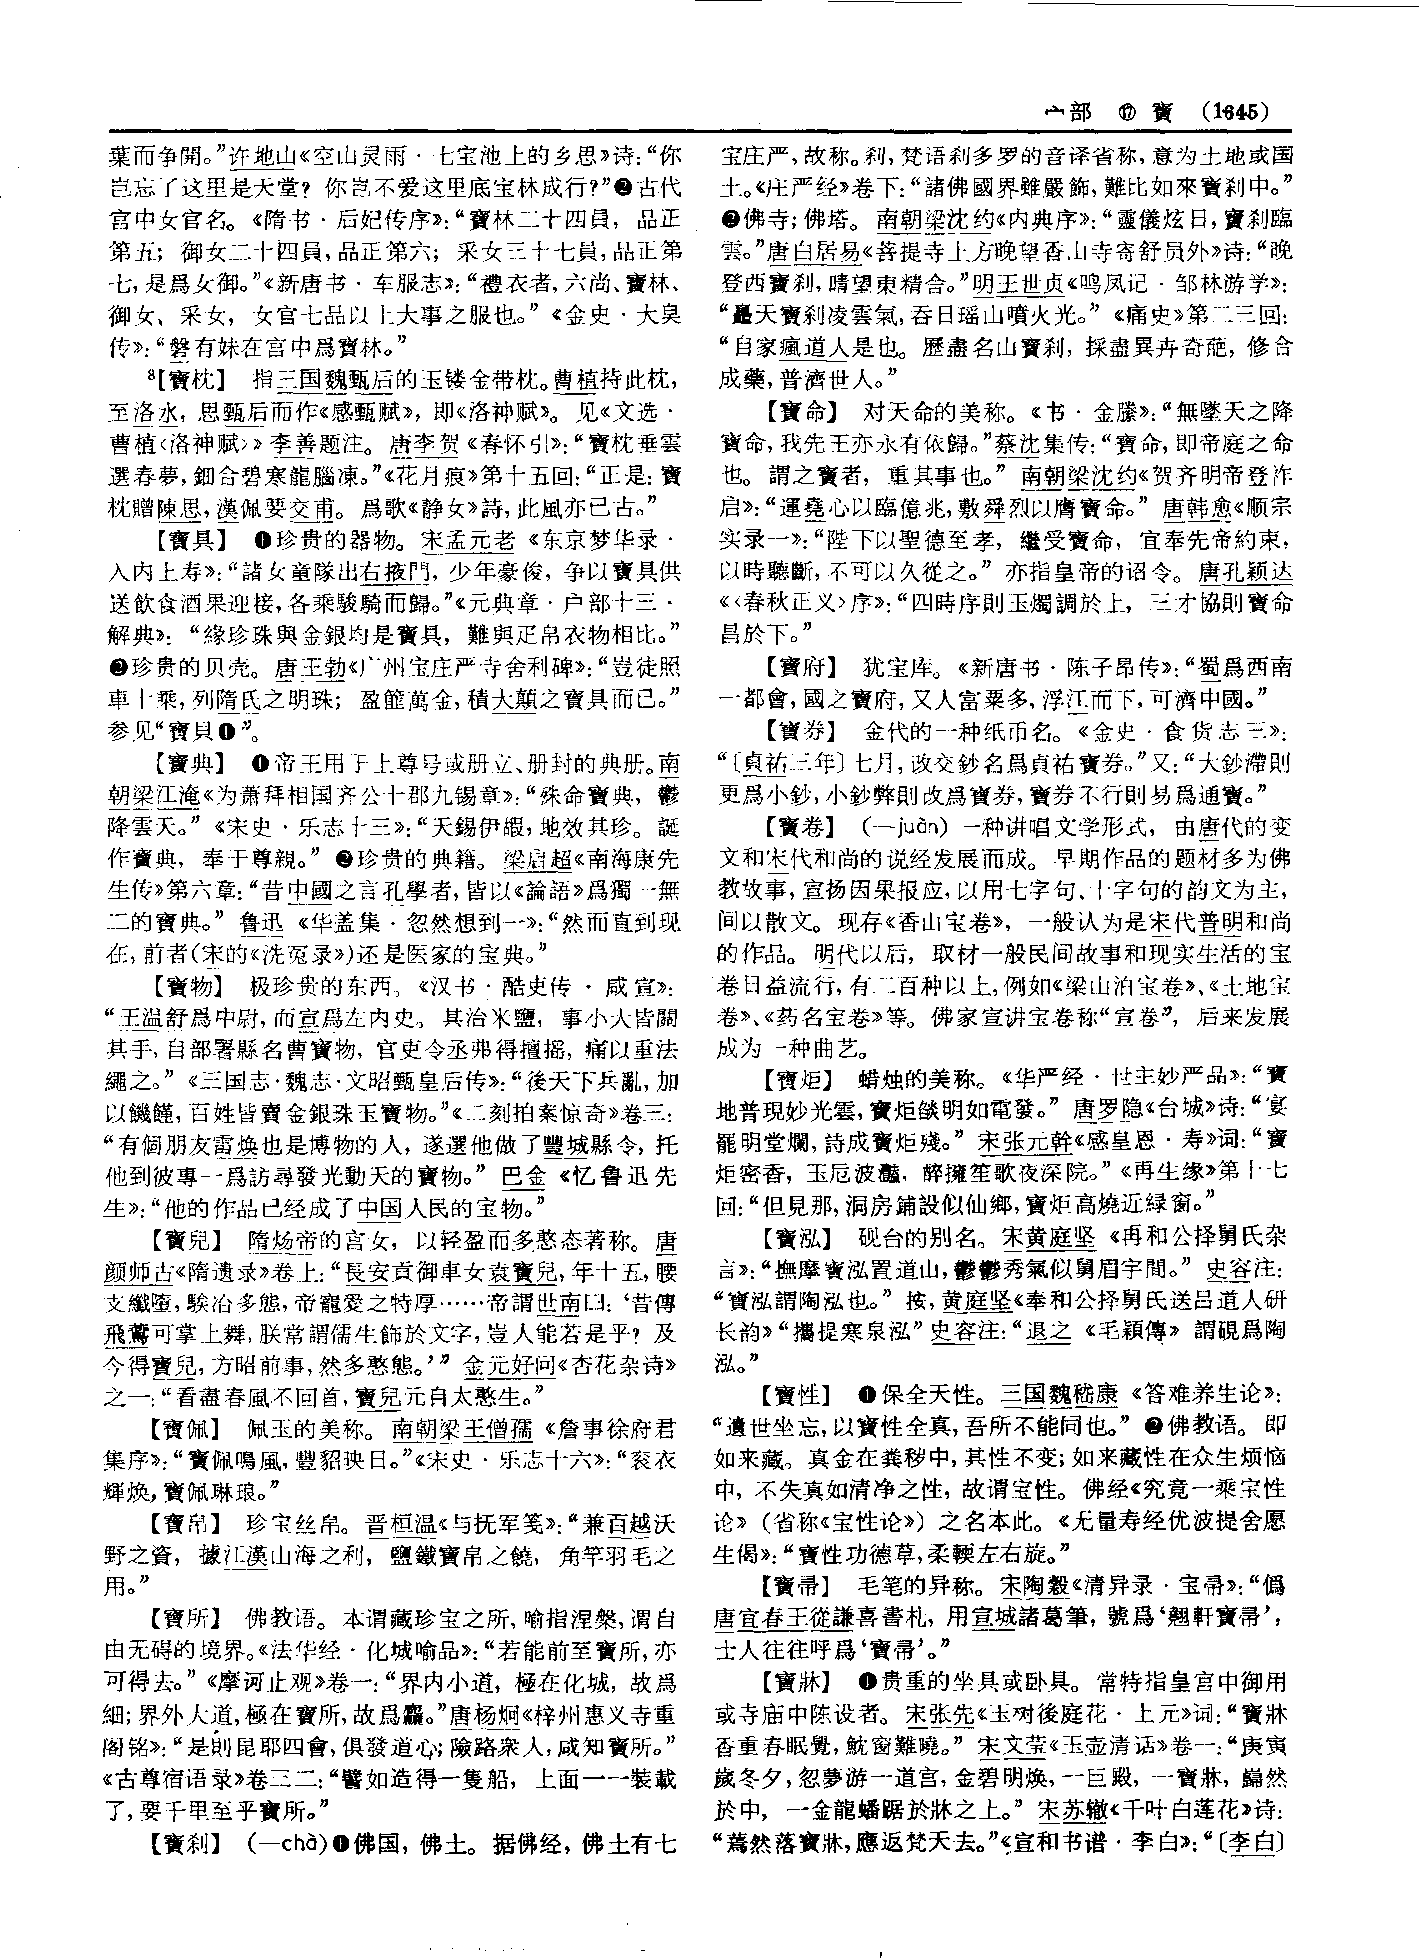 宀部 ⑰ 寶 （1645）
葉而争開。”许地山《空山灵雨·七宝池上的乡思》诗：“你
岂忘了这里是天堂？你岂不爱这里底宝林成行？”❷古代
宫中女官名。《隋书·后妃传序》：“寶林二十四員，品正
第五；御女二十四員，品正第六；采女三十七員，品正第
七，是爲女御。”《新唐书·车服志》：“禮衣者，六尚、寶林、
御女、采女，女官七品以上大事之服也。”《金史·大㚖
传》：“磐有妹在宫中爲寶林。”
⁸［寶枕］ 指三国魏甄后的玉镂金带枕。曹植持此枕，
至洛水，思甄后而作《感甄赋》，即《洛神赋》。见《文选·
曹植〈洛神赋〉》李善题注。唐李贺《春怀引》：“寶枕垂雲
選春夢，鈿合碧寒龍腦凍。”《花月痕》第十五回：“正是：寶
枕贈陳思，漢佩要交甫。爲歌《静女》詩，此風亦已古。”
【寶具】 ❶珍贵的器物。宋孟元老《东京梦华录·
入内上寿》：“諸女童隊出右掖門，少年豪俊，争以寶具供
送飲食酒果迎接，各乘駿騎而歸。”《元典章·户部十三·
解典》：“緣珍珠與金銀均是寶具，難與疋帛衣物相比。”
❷珍贵的贝壳。唐王勃《广州宝庄严寺舍利碑》：“豈徒照
車十乘，列隋氏之明珠；盈篚萬金，積大顛之寶具而已。”
参见“寶貝❶”。
【寶典】 ❶帝王用于上尊号或册立、册封的典册。南
朝梁江淹《为萧拜相国齐公十郡九锡章》：“殊命寶典，鬱
降雲天。”《宋史·乐志十三》：“天錫伊嘏，地效其珍。誕
作寶典，奉于尊親。”❷珍贵的典籍。梁启超《南海康先
生传》第六章：“昔中國之言孔學者，皆以《論語》爲獨一無
二的寶典。”鲁迅《华盖集·忽然想到一》：“然而直到现
在，前者（宋的《洗冤录》）还是医家的宝典。”
【寶物】 极珍贵的东西。《汉书·酷吏传·咸宣》：
“王温舒爲中尉，而宣爲左内史。其治米鹽，事小大皆關
其手，自部署縣名曹寶物，官吏令丞弗得擅摇，痛以重法
繩之。”《三国志·魏志·文昭甄皇后传》：“後天下兵亂，加
以饑饉，百姓皆賣金銀珠玉寶物。”《二刻拍案惊奇》卷三：
“有個朋友雷焕也是博物的人，遂選他做了豐城縣令，托
他到彼專一爲訪尋發光動天的寶物。”巴金《忆鲁迅先
生》：“他的作品已经成了中国人民的宝物。”
【寶兒】 隋炀帝的宫女，以轻盈而多憨态著称。唐
颜师古《隋遗录》卷上：“長安貢御車女袁寶兒，年十五，腰
支纖墮，騃冶多態，帝寵愛之特厚……帝謂世南曰：‘昔傳
飛鸞可掌上舞，朕常謂儒生飾於文字，豈人能若是乎？及
今得寶兒，方昭前事，然多憨態。’”金元好问《杏花杂诗》
之一：“看盡春風不回首，寶兒元自太憨生。”
【寶佩】 佩玉的美称。南朝梁王僧孺《詹事徐府君
集序》：“寶佩鳴風，豐貂映日。”《宋史·乐志十六》：“衮衣
輝焕，寶佩琳琅。”
【寶帛】 珍宝丝帛。晋桓温《与抚军笺》：“兼百越沃
野之資，據江漢山海之利，鹽鐵寶帛之饒，角竿羽毛之
用。”
【寶所】 佛教语。本谓藏珍宝之所，喻指涅槃，谓自
由无碍的境界。《法华经·化城喻品》：“若能前至寶所，亦
可得去。”《摩诃止观》卷一：“界内小道，極在化城，故爲
細；界外大道，極在寶所，故爲麤。”唐杨炯《梓州惠义寺重
阁铭》：“是則昆耶四會，俱發道心；險路衆人，咸知寶所。”
《古尊宿语录》卷三二：“譬如造得一隻船，上面一一裝載
了，要千里至乎寶所。”
【寶刹】 （—chà）❶佛国，佛土。据佛经，佛土有七
宝庄严，故称。刹，梵语刹多罗的音译省称，意为土地或国
土。《庄严经》卷下：“諸佛國界雖嚴飾，難比如來寶刹中。”
❷佛寺；佛塔。南朝梁沈约《内典序》：“靈儀炫日，寶刹臨
雲。”唐白居易《菩提寺上方晚望香山寺寄舒员外》诗：“晚
登西寶刹，晴望東精舍。”明王世贞《鸣凤记·邹林游学》：
“矗天寶刹凌雲氣，吞日瑶山噴火光。”《痛史》第二三回：
“自家瘋道人是也。歷盡名山寶刹，採盡異卉奇葩，修合
成藥，普濟世人。”
【寶命】 对天命的美称。《书·金縢》：“無墜天之降
寶命，我先王亦永有依歸。”蔡沈集传：“寶命，即帝庭之命
也。謂之寶者，重其事也。”南朝梁沈约《贺齐明帝登祚
启》：“運堯心以臨億兆，敷舜烈以膺寶命。”唐韩愈《顺宗
实录一》：“陛下以聖德至孝，繼受寶命，宜奉先帝約束，
以時聽斷，不可以久從之。”亦指皇帝的诏令。唐孔颖达
《〈春秋正义〉序》：“四時序則玉燭調於上，三才協則寶命
昌於下。”
【寶府】 犹宝库。《新唐书·陈子昂传》：“蜀爲西南
一都會，國之寶府，又人富粟多，浮江而下，可濟中國。”
【寶券】 金代的一种纸币名。《金史·食货志三》：
“〔貞祐三年〕七月，改交鈔名爲貞祐寶券。”又：“大鈔滯則
更爲小鈔，小鈔弊則改爲寶券，寶券不行則易爲通寶。”
【寶卷】 （—juàn）一种讲唱文学形式，由唐代的变
文和宋代和尚的说经发展而成。早期作品的题材多为佛
教故事，宣扬因果报应，以用七字句、十字句的韵文为主，
间以散文。现存《香山宝卷》，一般认为是宋代普明和尚
的作品。明代以后，取材一般民间故事和现实生活的宝
卷日益流行，有二百种以上，例如《梁山泊宝卷》、《土地宝
卷》、《药名宝卷》等。佛家宣讲宝卷称“宣卷”，后来发展
成为一种曲艺。
【寶炬】 蜡烛的美称。《华严经·世主妙严品》：“寶
地普現妙光雲，寶炬燄明如電發。”唐罗隐《台城》诗：“宴
罷明堂爛，詩成寶炬殘。”宋张元幹《感皇恩·寿》词：“寶
炬密香，玉卮波灧，醉擁笙歌夜深院。”《再生缘》第十七
回：“但見那，洞房鋪設似仙鄉，寶炬高燒近緑窗。”
【寶泓】 砚台的别名。宋黄庭坚《再和公择舅氏杂
言》：“撫摩寶泓置道山，鬱鬱秀氣似舅眉宇間。”史容注：
“寶泓謂陶泓也。”按，黄庭坚《奉和公择舅氏送吕道人研
长韵》“攜提寒泉泓”史容注：“退之《毛穎傳》謂硯爲陶
泓。”
【寶性】 ❶保全天性。三国魏嵇康《答难养生论》：
“遺世坐忘，以寶性全真，吾所不能同也。”❷佛教语。即
如来藏。真金在粪秽中，其性不变；如来藏性在众生烦恼
中，不失真如清净之性，故谓宝性。佛经《究竟一乘宝性
论》（省称《宝性论》）之名本此。《无量寿经优波提舍愿
生偈》：“寶性功德草，柔輭左右旋。”
【寶帚】 毛笔的异称。宋陶穀《清异录·宝帚》：“僞
唐宜春王從謙喜書札，用宣城諸葛筆，號爲‘翹軒寶帚’，
士人往往呼爲‘寶帚’。”
【寶牀】 ❶贵重的坐具或卧具。常特指皇宫中御用
或寺庙中陈设者。宋张先《玉树後庭花·上元》词：“寶牀
香重春眠覺，魫窗難曉。”宋文莹《玉壶清话》卷一：“庚寅
歲冬夕，忽夢游一道宫，金碧明焕，一巨殿，一寶牀，巋然
於中，一金龍蟠踞於牀之上。”宋苏辙《千叶白莲花》诗：
“蔫然落寶牀，應返梵天去。”《宣和书谱·李白》：“〔李白〕